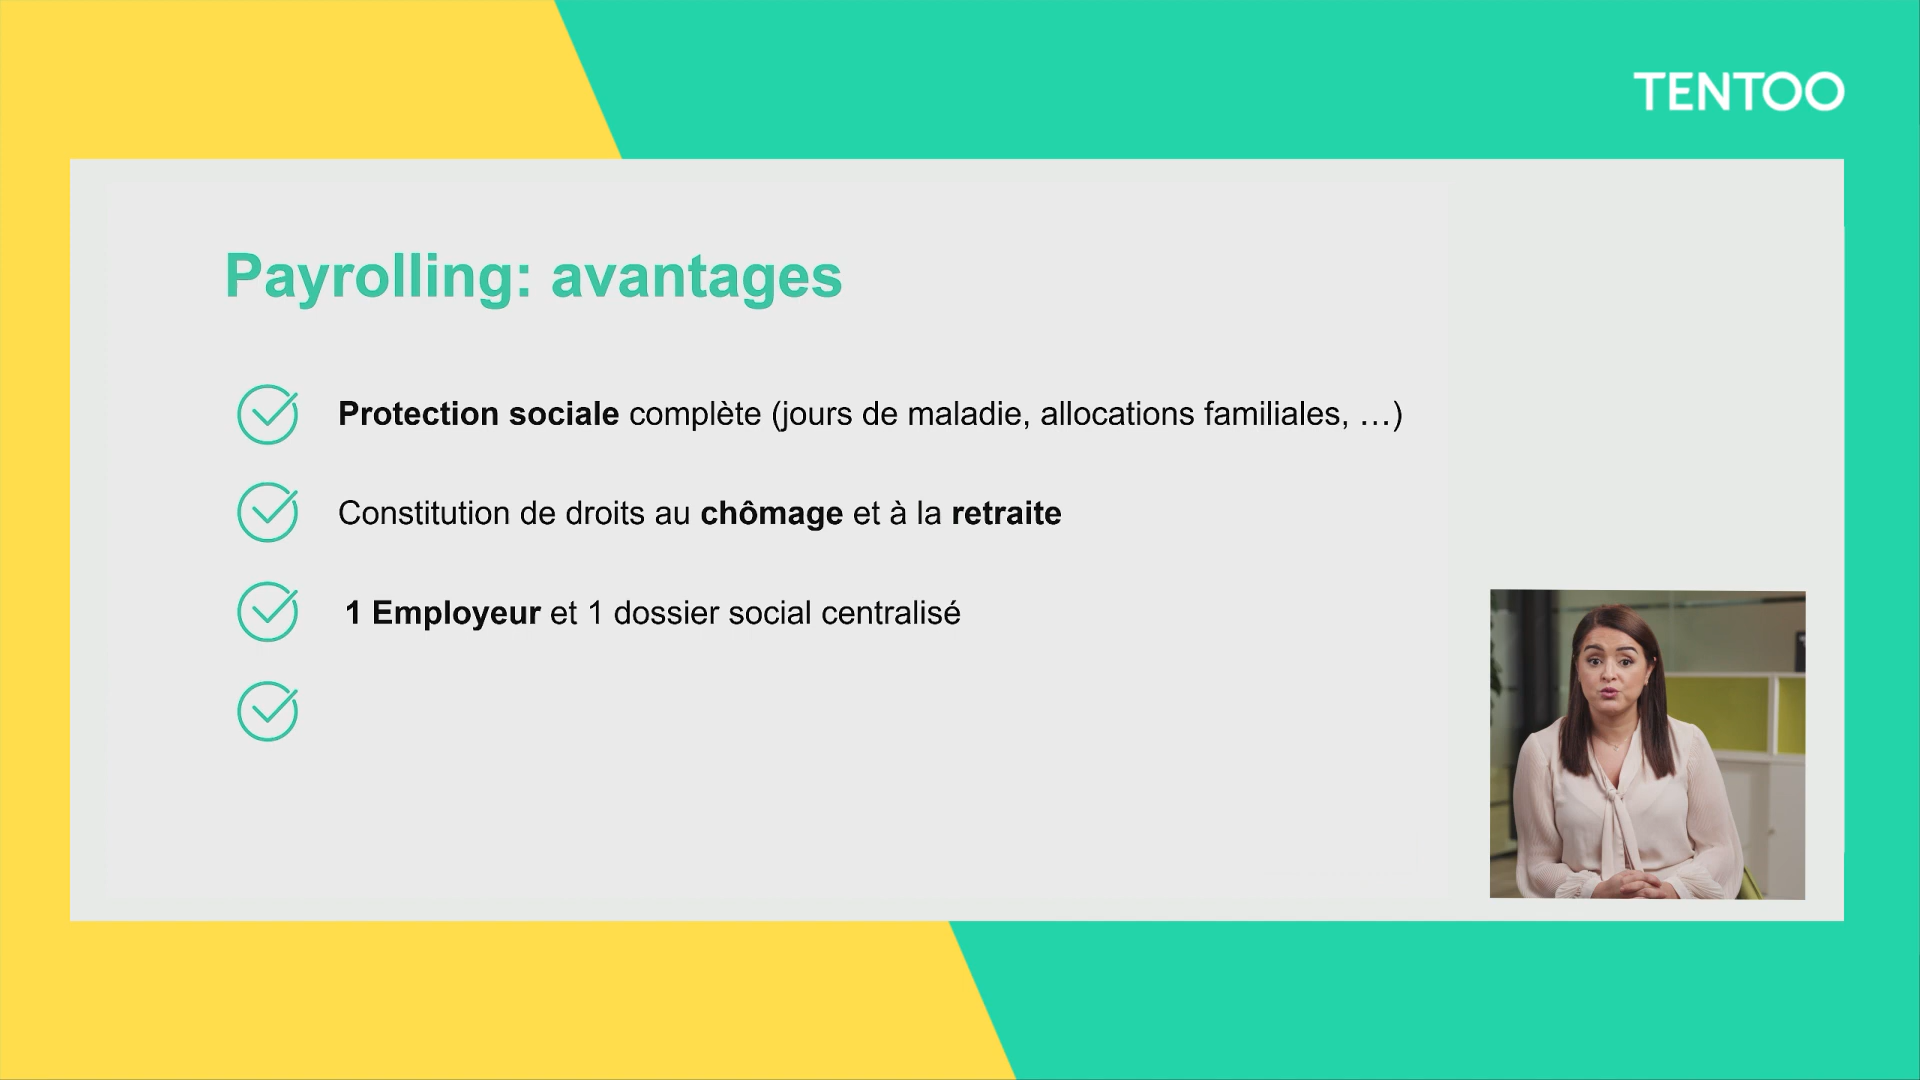 TENTOO
Payrolling: avantages
Protection sociale complète (jours de maladie, allocations familiales, …)
Constitution de droits au chômage et à la retraite
1 Employeur et 1 dossier social centralisé